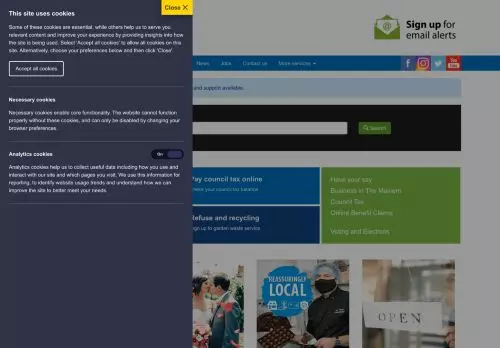 This site uses cookies
Close
Some of these cookies are essential, while others help us to serve you
relevant content and improve your experience by providing insights into
how the site is being used. Select 'Accept all cookies' to allow all cookies on this
site. Alternatively, choose your preferences below and then click 'Close'.
Accept all cookies
Necessary cookies
Necessary cookies enable core functionality. The website cannot function
properly without these cookies, and can only be disabled by changing your
browser preferences.
Analytics cookies
On
Analytics cookies help us to collect useful data including how you use and
interact with our site and which pages you visit. We use this information for
reporting, to identify website usage trends and understand how we can
improve the site to better meet your needs.
Sign up for
email alerts
News
Jobs
Contact us
More services
and support available.
Search
Pay council tax online
your council tax balance
Refuse and recycling
sign up to garden waste service
Have your say
Business in The Malvern
Council Tax
Online Benefit Claims
Voting and Elections
REASSURINGLY
LOCAL
OPEN